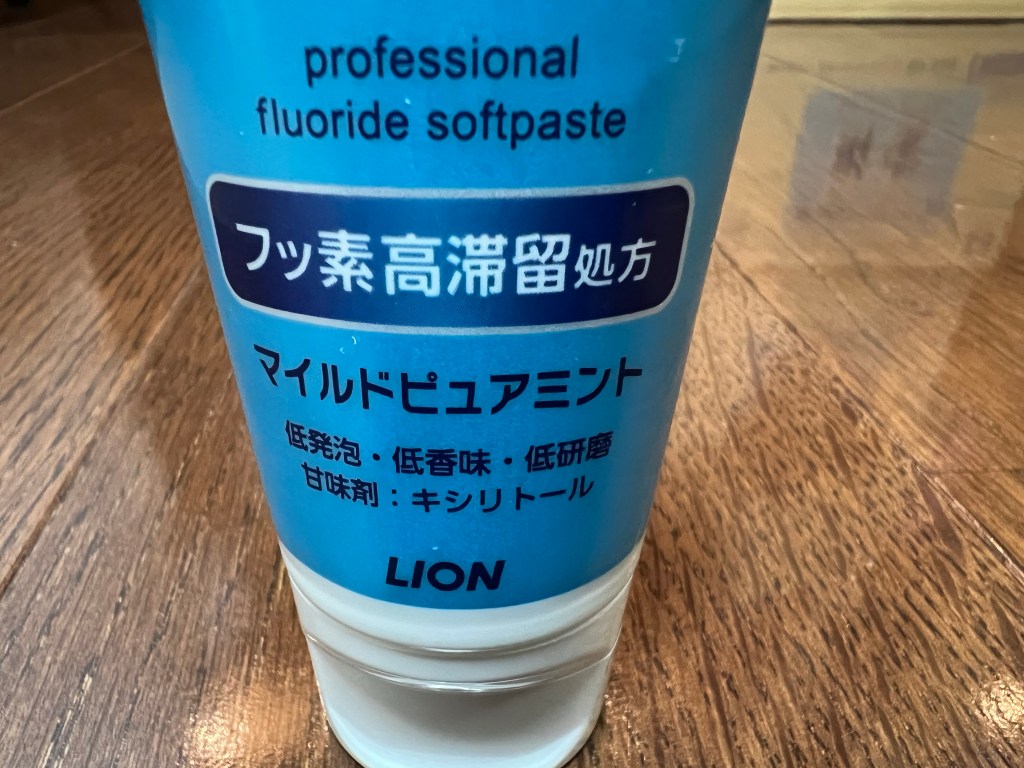 professional
fluoride softpaste
フッ素高滞留処方
マイルドピュアミント
低発泡・低香味・低研磨
甘味剤：キシリトール
LION